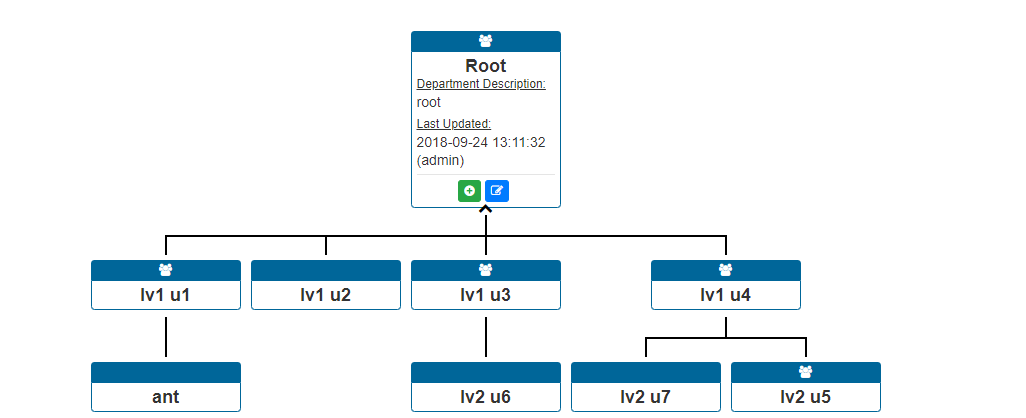 Root
Department Description:
root
Last Updated:
2018-09-24 13:11:32
(admin)
lv1 u1
lv1 u2
lv1 u3
lv1 u4
ant
lv2 u6
lv2 u7
lv2 u5